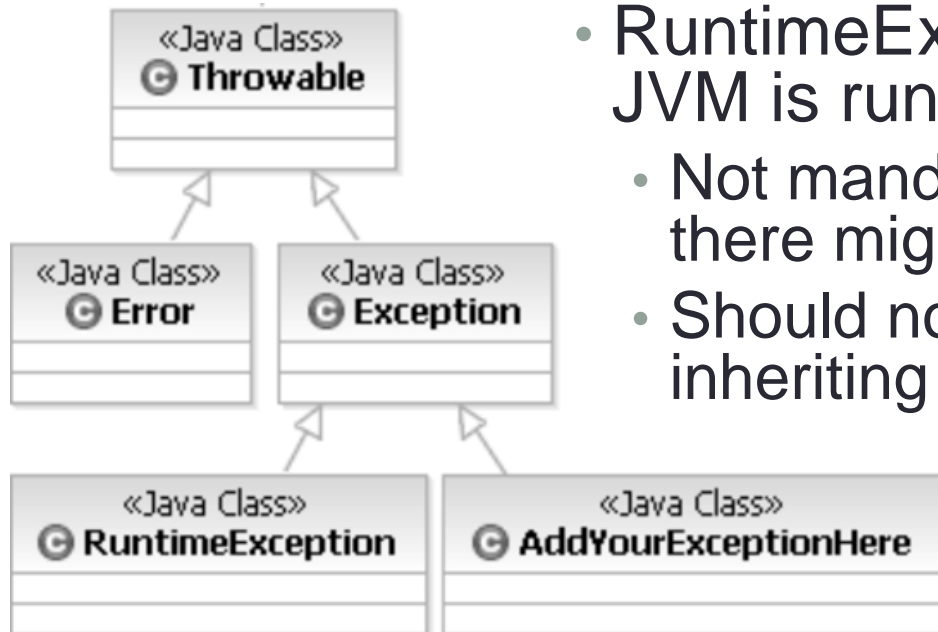 «Java Class»
Throwable
«Java Class»
Error
«Java Class»
Exception
«Java Class»
RuntimeException
«Java Class»
AddYourExceptionHere
• RuntimeEx
JVM is run
• Not mand
there mig
• Should no
inheriting